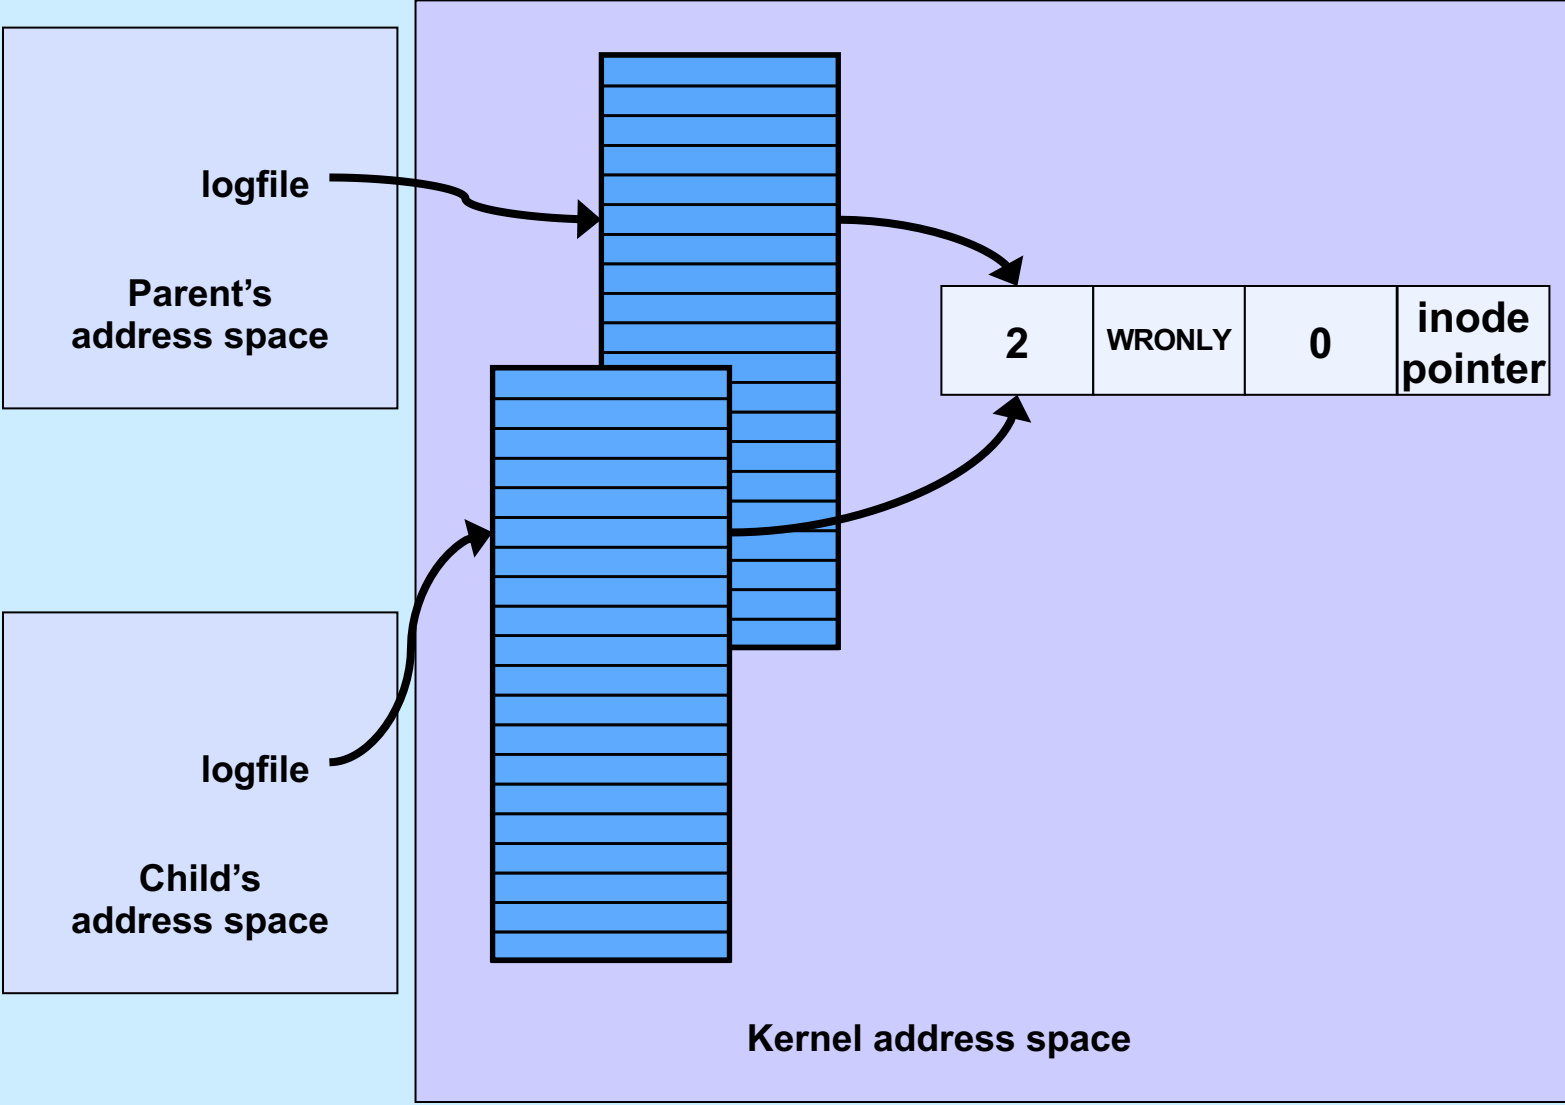 logfile
Parent’s
address space
2
WRONLY
0
inode
pointer
logfile
Child’s
address space
Kernel address space